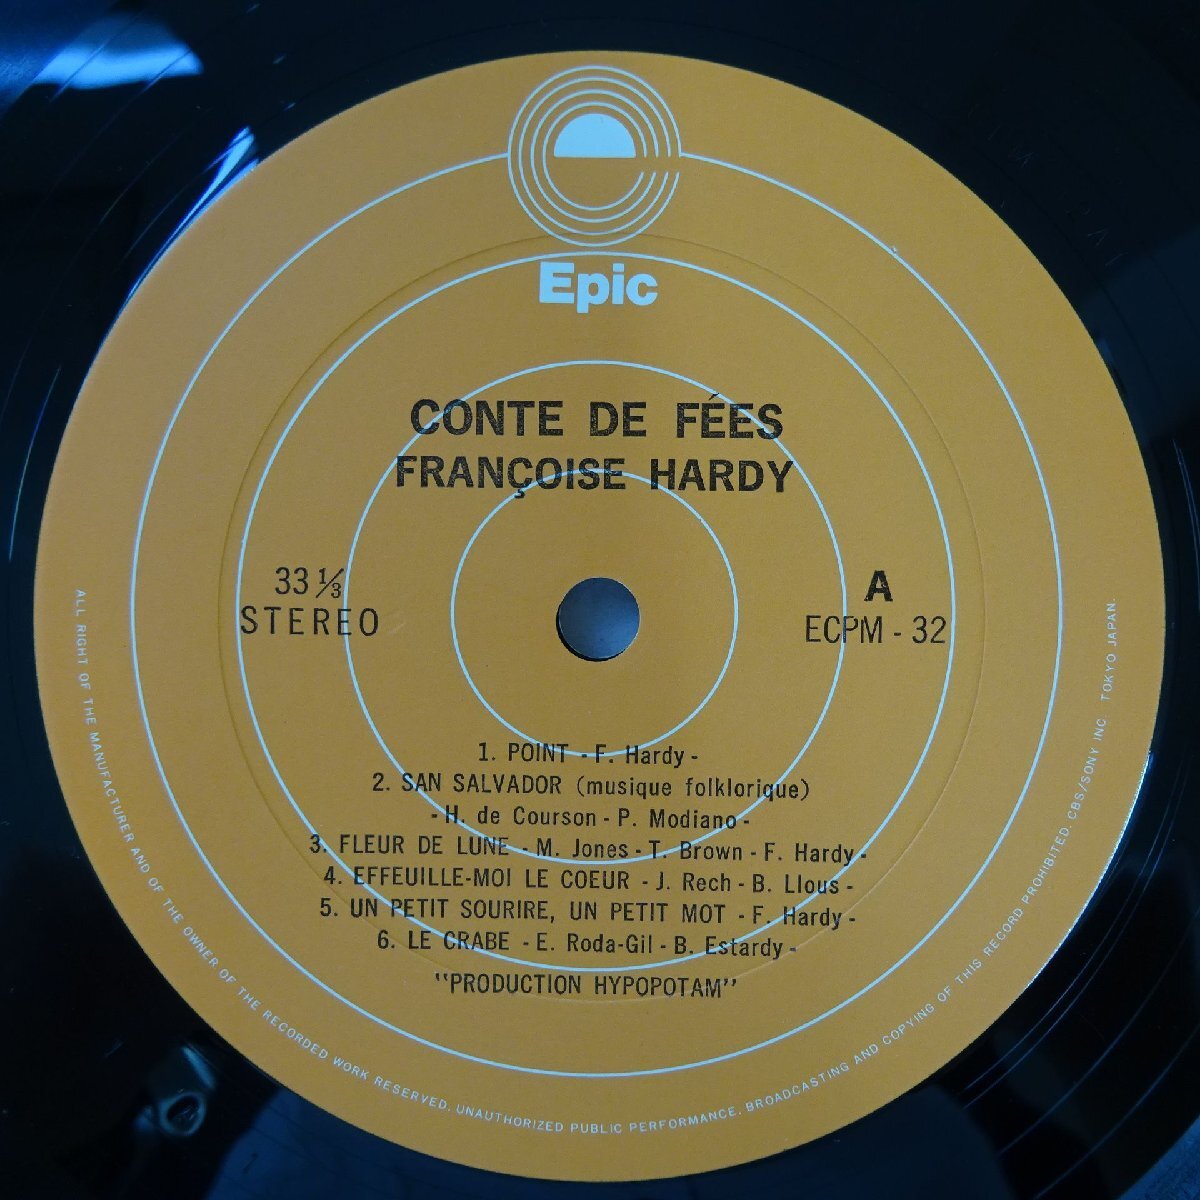 Epic
CONTE DE FÉES
FRANÇOISE HARDY
33 ⅓
STEREO
A
ECPM - 32
1. POINT - F. Hardy -
2. SAN SALVADOR (musique folklorique)
- H. de Courson - P. Modiano -
3. FLEUR DE LUNE - M. Jones - T. Brown - F. Hardy -
4. EFFEUILLE-MOI LE COEUR - J. Rech - B. Llous -
5. UN PETIT SOURIRE, UN PETIT MOT - F. Hardy -
6. LE CRABE - E. Roda-Gil - B. Estardy -
"PRODUCTION HYPOPOTAM"
ALL RIGHT OF THE MANUFACTURER AND OF THE OWNER OF THE RECORDED WORK RESERVED. UNAUTHORIZED PUBLIC PERFORMANCE. BROADCASTING AND COPYING OF THIS RECORD PROHIBITED. CBS/SONY INC. TOKYO JAPAN.